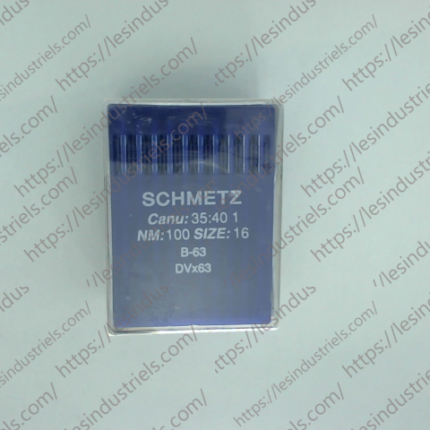 SCHMETZ
Canu: 35:40 1
NM:100 SIZE: 16
B-63
DVx63
https://lesindustriels.com/